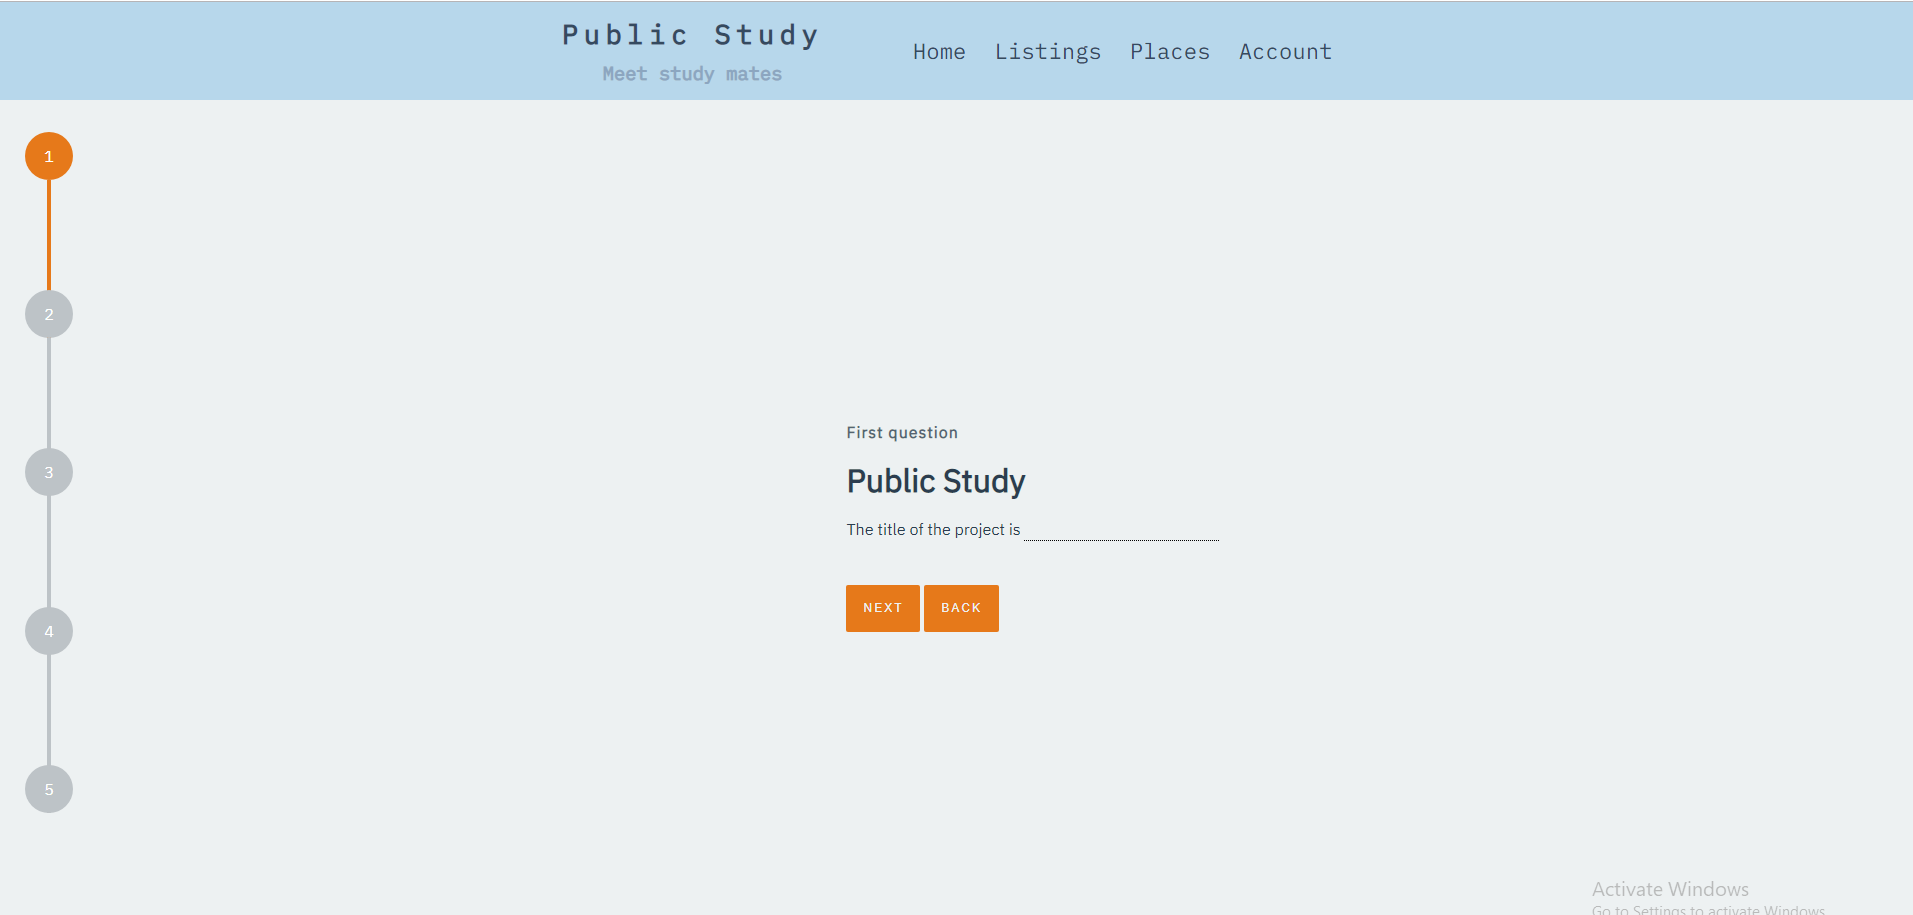 Public Study
Meet study mates
Home Listings Places Account
1
2
3
4
5
First question
Public Study
The title of the project is
NEXT BACK
Activate Windows
Go to Settings to activate Windows.